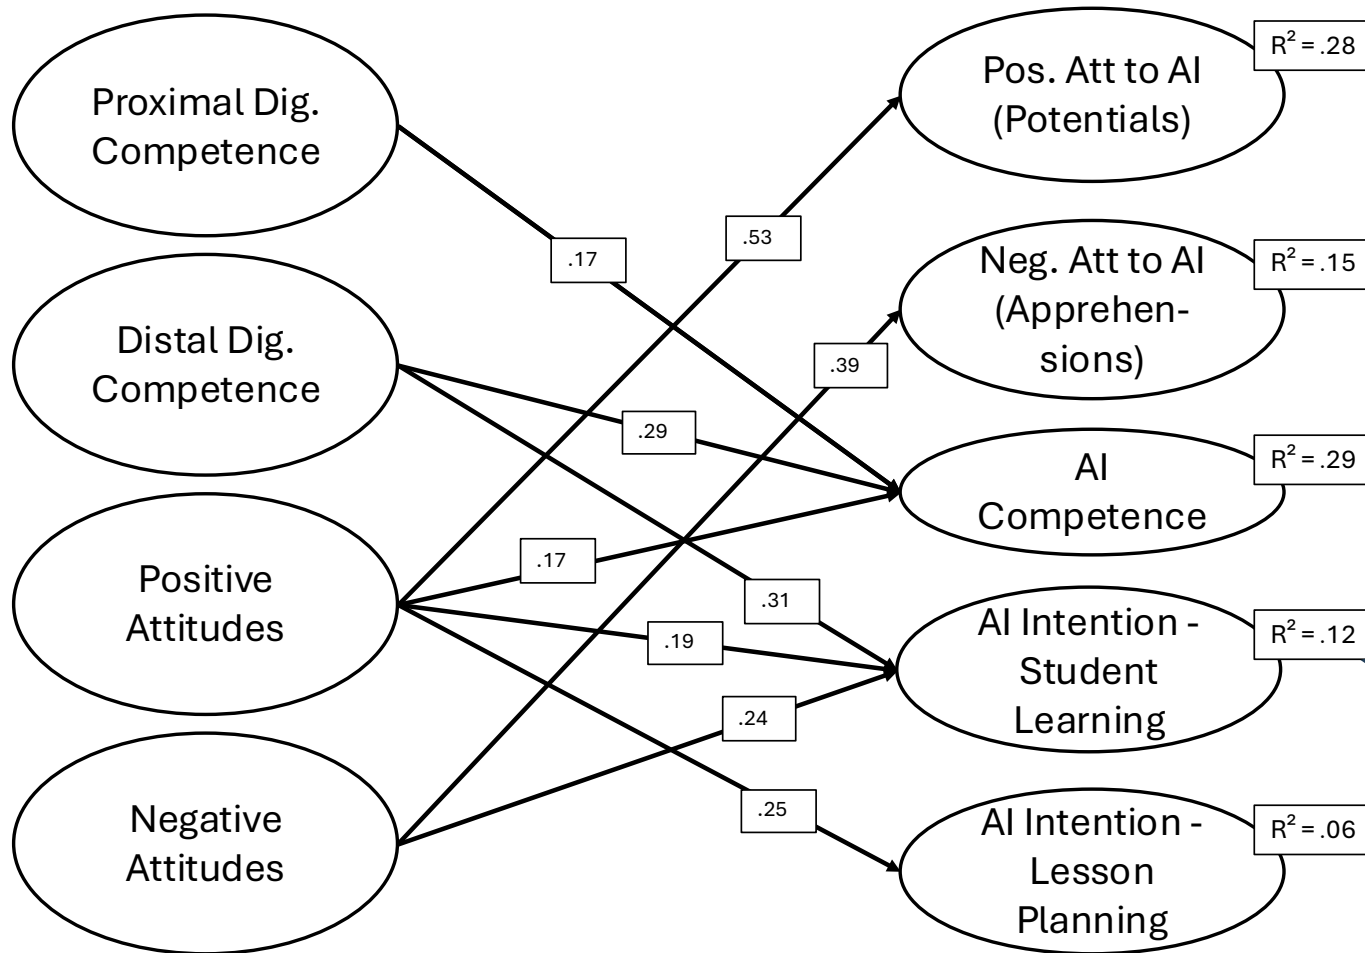 Proximal Dig.
Competence
Distal Dig.
Competence
Positive
Attitudes
Negative
Attitudes
.17
.53
.39
.29
.17
.31
.19
.24
.25
Pos. Att to AI
(Potentials)
R² = .28
Neg. Att to AI
(Apprehen-
sions)
R² = .15
AI
Competence
R² = .29
AI Intention -
Student
Learning
R² = .12
AI Intention -
Lesson
Planning
R² = .06